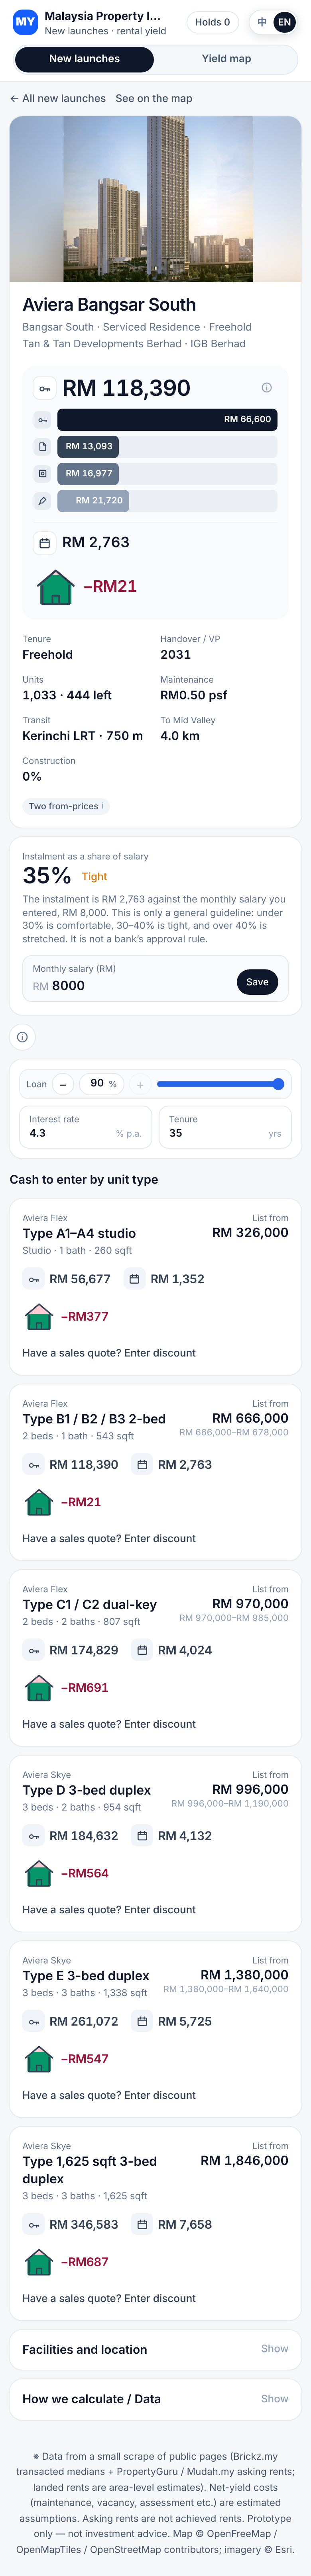 MY
Malaysia Property I...
New launches · rental yield
Holds 0
中
EN
New launches
Yield map
← All new launches
See on the map
Aviera Bangsar South
Bangsar South · Serviced Residence · Freehold
Tan & Tan Developments Berhad · IGB Berhad
RM 118,390
RM 66,600
RM 13,093
RM 16,977
RM 21,720
RM 2,763
−RM21
Tenure
Freehold
Handover / VP
2031
Units
1,033 · 444 left
Maintenance
RM0.50 psf
Transit
Kerinchi LRT · 750 m
To Mid Valley
4.0 km
Construction
0%
Two from-prices i
Instalment as a share of salary
35% Tight
The instalment is RM 2,763 against the monthly salary you
entered, RM 8,000. This is only a general guideline: under
30% is comfortable, 30–40% is tight, and over 40% is
stretched. It is not a bank's approval rule.
Monthly salary (RM)
RM 8000
Save
Loan
−
90 %
+
Interest rate
4.3 % p.a.
Tenure
35 yrs
Cash to enter by unit type
Aviera Flex
Type A1–A4 studio
Studio · 1 bath · 260 sqft
List from
RM 326,000
RM 56,677
RM 1,352
−RM377
Have a sales quote? Enter discount
Aviera Flex
Type B1 / B2 / B3 2-bed
2 beds · 1 bath · 543 sqft
List from
RM 666,000
RM 666,000–RM 678,000
RM 118,390
RM 2,763
−RM21
Have a sales quote? Enter discount
Aviera Flex
Type C1 / C2 dual-key
2 beds · 2 baths · 807 sqft
List from
RM 970,000
RM 970,000–RM 985,000
RM 174,829
RM 4,024
−RM691
Have a sales quote? Enter discount
Aviera Skye
Type D 3-bed duplex
3 beds · 2 baths · 954 sqft
List from
RM 996,000
RM 996,000–RM 1,190,000
RM 184,632
RM 4,132
−RM564
Have a sales quote? Enter discount
Aviera Skye
Type E 3-bed duplex
3 beds · 3 baths · 1,338 sqft
List from
RM 1,380,000
RM 1,380,000–RM 1,640,000
RM 261,072
RM 5,725
−RM547
Have a sales quote? Enter discount
Aviera Skye
Type 1,625 sqft 3-bed
duplex
3 beds · 3 baths · 1,625 sqft
List from
RM 1,846,000
RM 346,583
RM 7,658
−RM687
Have a sales quote? Enter discount
Facilities and location
Show
How we calculate / Data
Show
※ Data from a small scrape of public pages (Brickz.my
transacted medians + PropertyGuru / Mudah.my asking rents;
landed rents are area-level estimates). Net-yield costs
(maintenance, vacancy, assessment etc.) are estimated
assumptions. Asking rents are not achieved rents. Prototype
only — not investment advice. Map © OpenFreeMap /
OpenMapTiles / OpenStreetMap contributors; imagery © Esri.